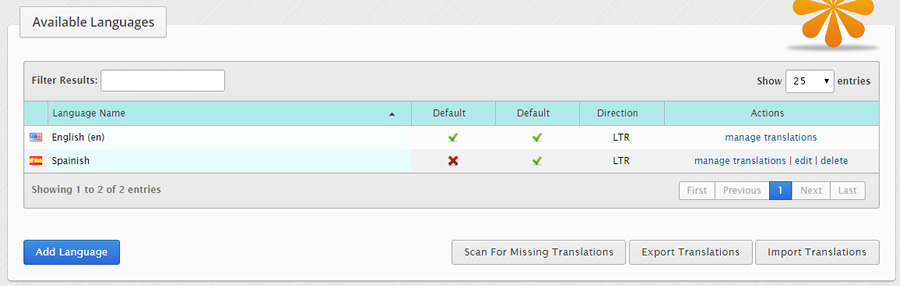 Available Languages
Filter Results:
Show 25 entries
Language Name Default Default Direction Actions
English (en) LTR manage translations
Spainish LTR manage translations | edit | delete
Showing 1 to 2 of 2 entries First Previous 1 Next Last
Add Language Scan For Missing Translations Export Translations Import Translations